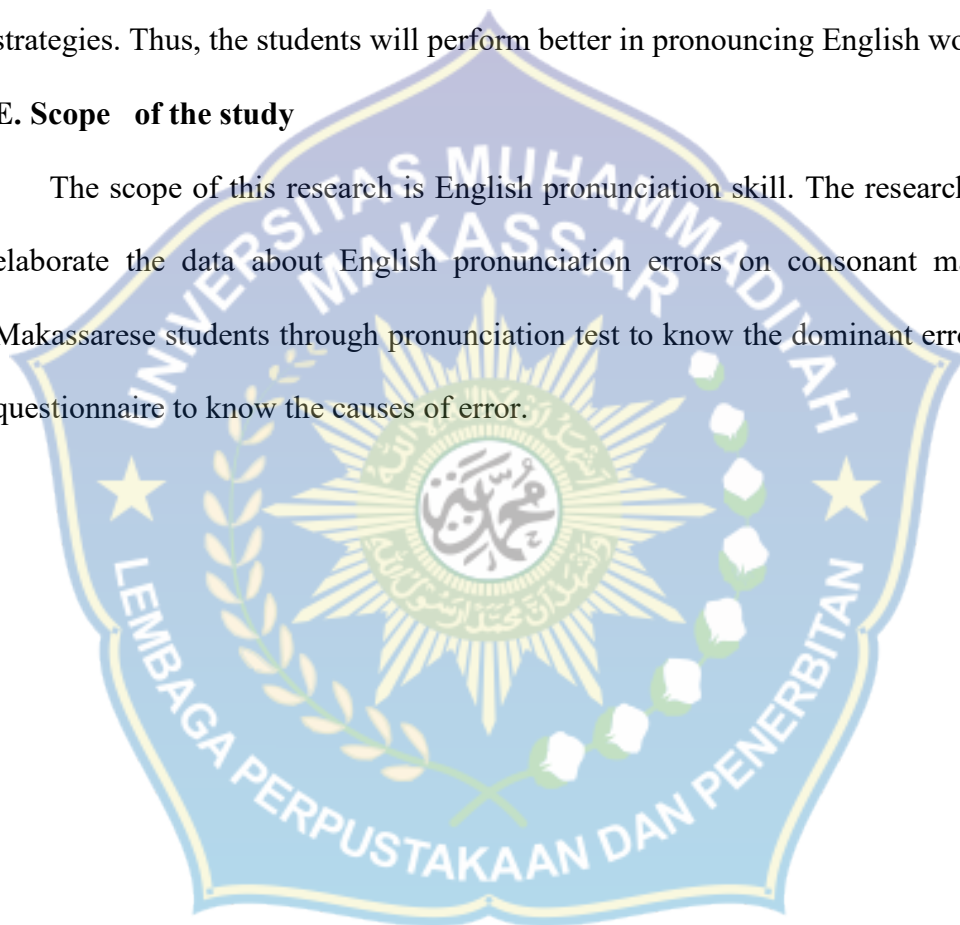 strategies. Thus, the students will perform better in pronouncing English wo
E. Scope of the study
The scope of this research is English pronunciation skill. The research
elaborate the data about English pronunciation errors on consonant ma
Makassarese students through pronunciation test to know the dominant erro
questionnaire to know the causes of error.
UNIVERSITAS MUHAMMADIYAH
MAKASSAR
محمد
LEMBAGA PERPUSTAKAAN DAN PENERBITAN